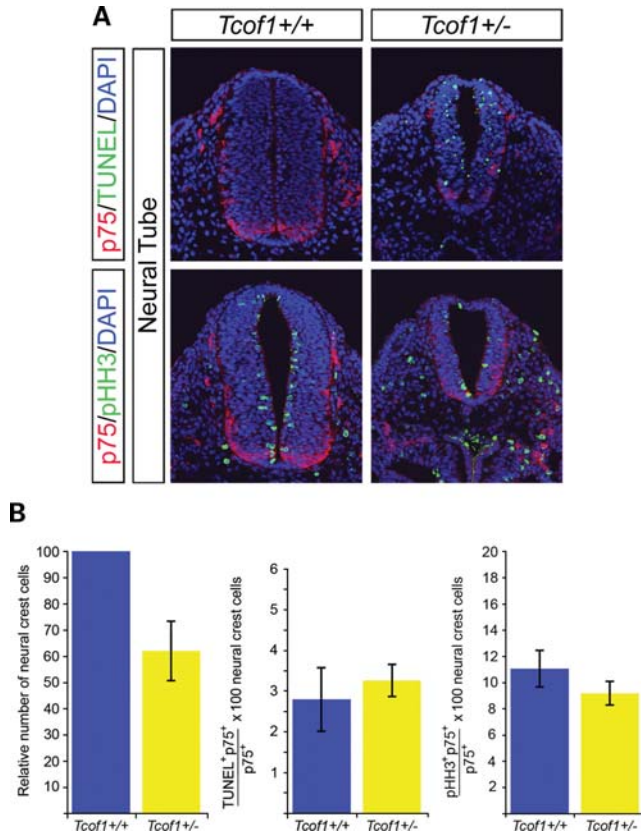 A
Tcof1+/+
Tcof1+/-
p75/TUNEL/DAPI
Neural Tube
p75/pHH3/DAPI
B
Relative number of neural crest cells
100
90
80
70
60
50
40
30
20
10
Tcof1+/+
Tcof1+/-
TUNEL⁺p75⁺
p75⁺
x 100 neural crest cells
6
5
4
3
2
1
Tcof1+/+
Tcof1+/-
pHH3⁺p75⁺
p75⁺
x 100 neural crest cells
20
18
16
14
12
10
8
6
4
2
Tcof1+/+
Tcof1+/-